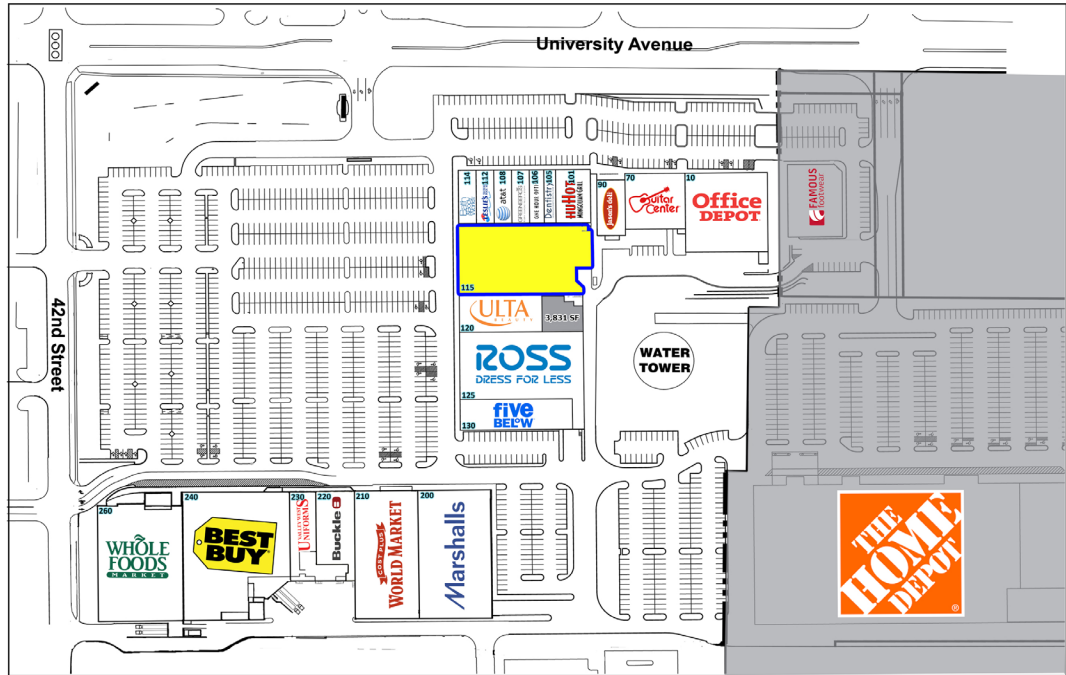 University Avenue
42nd Street
114
112
108
at&t
107
106
105
Dentistry
101
HuHot
MONGOLIAN GRILL
90
Jason's deli
70
Guitar
Center
10
Office
DEPOT
FAMOUS
footwear
115
ULTA
BEAUTY
3,831 SF
120
ROSS
DRESS FOR LESS
125
five
BELOW
130
WATER
TOWER
260
WHOLE
FOODS
MARKET
240
BEST
BUY
230
UNIFORMS
220
Buckle B
210
COST PLUS
WORLD MARKET
200
Marshalls
THE
HOME
DEPOT
®